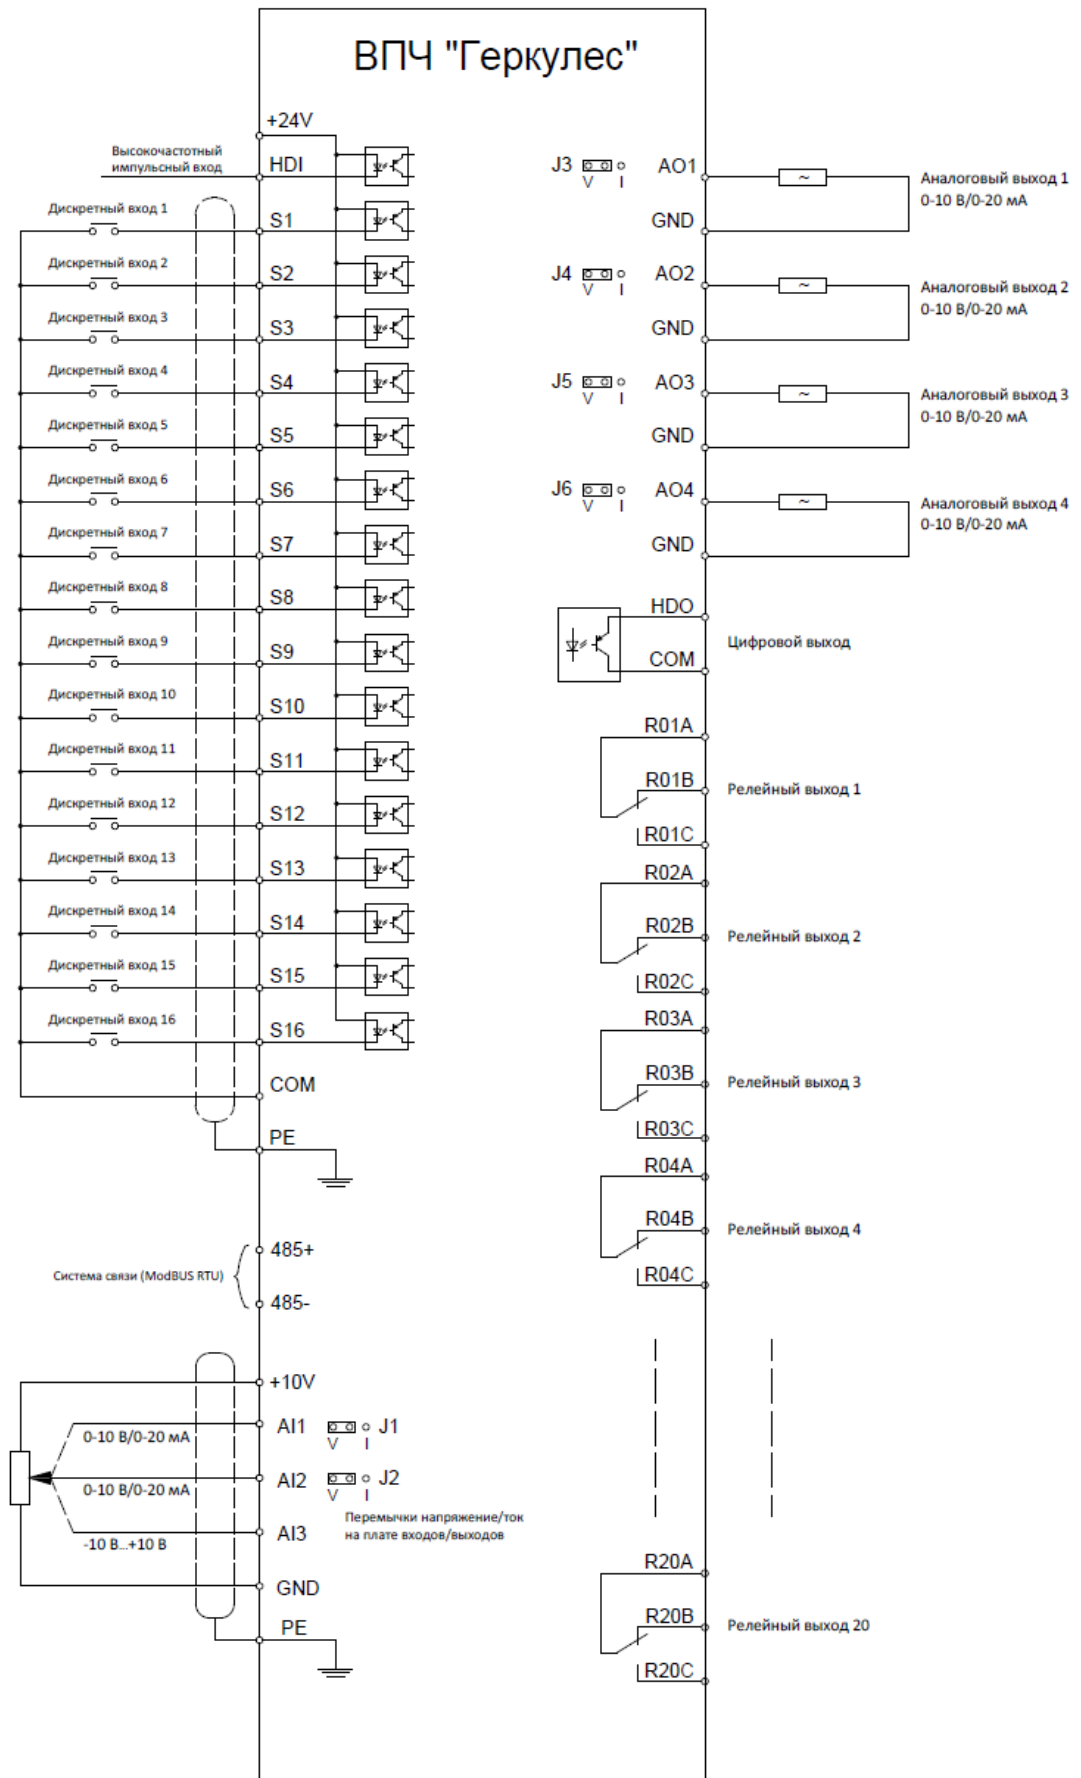 ВПЧ "Геркулес"
+24V
Высокочастотный
импульсный вход
HDI
Дискретный вход 1
S1
Дискретный вход 2
S2
Дискретный вход 3
S3
Дискретный вход 4
S4
Дискретный вход 5
S5
Дискретный вход 6
S6
Дискретный вход 7
S7
Дискретный вход 8
S8
Дискретный вход 9
S9
Дискретный вход 10
S10
Дискретный вход 11
S11
Дискретный вход 12
S12
Дискретный вход 13
S13
Дискретный вход 14
S14
Дискретный вход 15
S15
Дискретный вход 16
S16
COM
PE
485+
Система связи (ModBUS RTU)
485-
+10V
0-10 В/0-20 мА
AI1
J1
V I
0-10 В/0-20 мА
AI2
J2
V I
Перемычки напряжение/ток
на плате входов/выходов
-10 В...+10 В
AI3
GND
PE
J3
V I
AO1
~
Аналоговый выход 1
0-10 В/0-20 мА
GND
J4
V I
AO2
~
Аналоговый выход 2
0-10 В/0-20 мА
GND
J5
V I
AO3
~
Аналоговый выход 3
0-10 В/0-20 мА
GND
J6
V I
AO4
~
Аналоговый выход 4
0-10 В/0-20 мА
GND
HDO
Цифровой выход
COM
R01A
R01B
Релейный выход 1
R01C
R02A
R02B
Релейный выход 2
R02C
R03A
R03B
Релейный выход 3
R03C
R04A
R04B
Релейный выход 4
R04C
R20A
R20B
Релейный выход 20
R20C